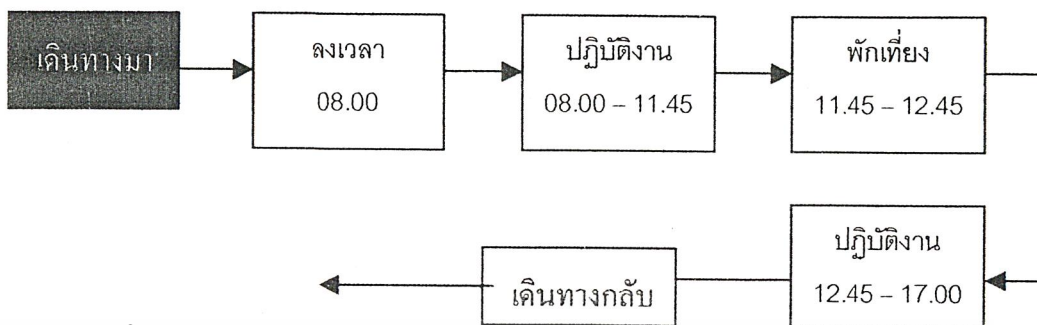 เดินทางมา
ลงเวลา
08.00
ปฏิบัติงาน
08.00 – 11.45
พักเที่ยง
11.45 – 12.45
ปฏิบัติงาน
12.45 – 17.00
เดินทางกลับ